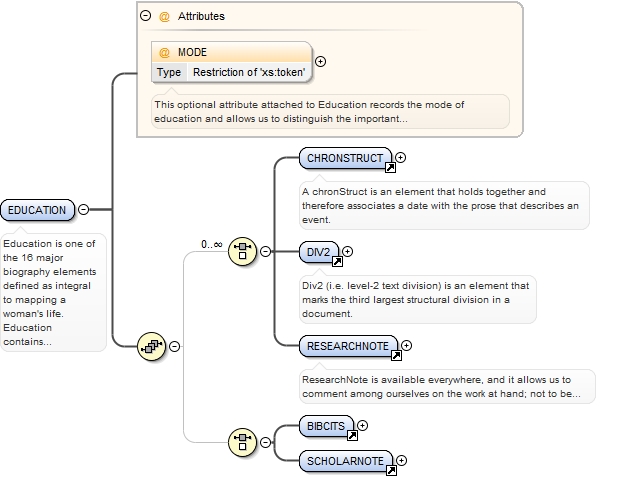 Attributes
@ MODE
Type Restriction of 'xs:token'
This optional attribute attached to Education records the mode of
education and allows us to distinguish the important...
EDUCATION
Education is one of
the 16 major
biography elements
defined as integral
to mapping a
woman's life.
Education
contains...
0..∞
CHRONSTRUCT
A chronStruct is an element that holds together and
therefore associates a date with the prose that describes an
event.
DIV2
Div2 (i.e. level-2 text division) is an element that
marks the third largest structural division in a
document.
RESEARCHNOTE
ResearchNote is available everywhere, and it allows us to
comment among ourselves on the work at hand; not to be...
BIBCITS
SCHOLARNOTE